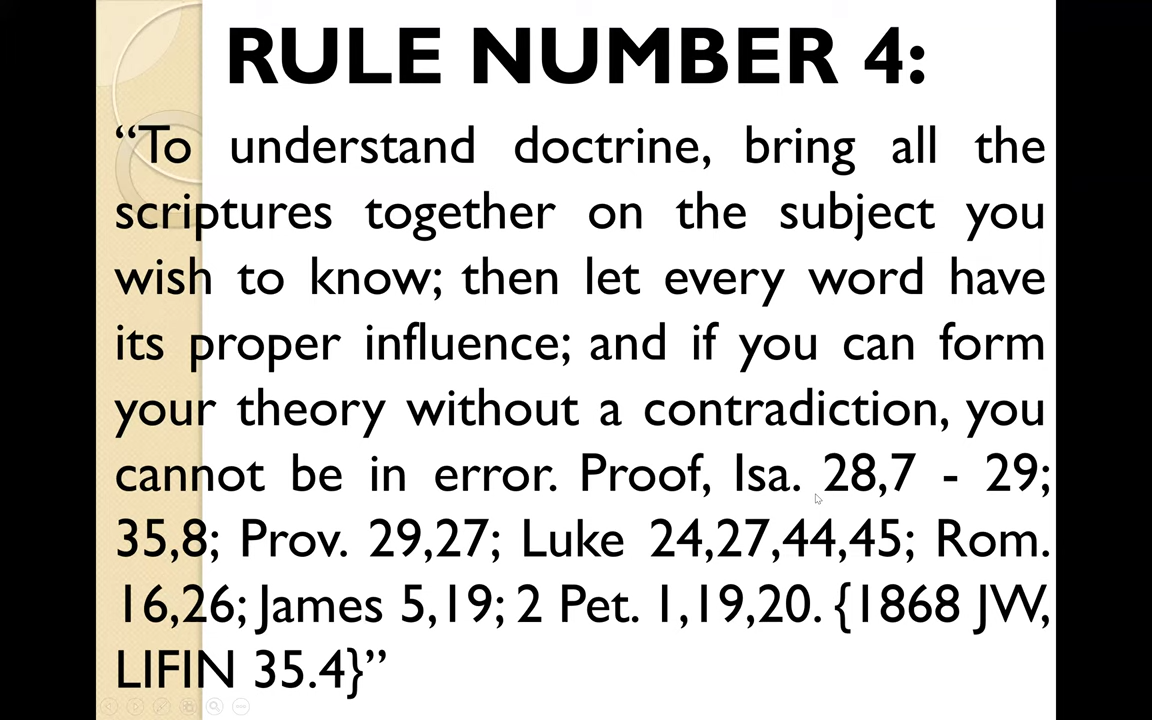 RULE NUMBER 4:
“To understand doctrine, bring all the
scriptures together on the subject you
wish to know; then let every word have
its proper influence; and if you can form
your theory without a contradiction, you
cannot be in error. Proof, Isa. 28,7 - 29;
35,8; Prov. 29,27; Luke 24,27,44,45; Rom.
16,26; James 5,19; 2 Pet. 1,19,20. {1868 JW,
LIFIN 35.4}”